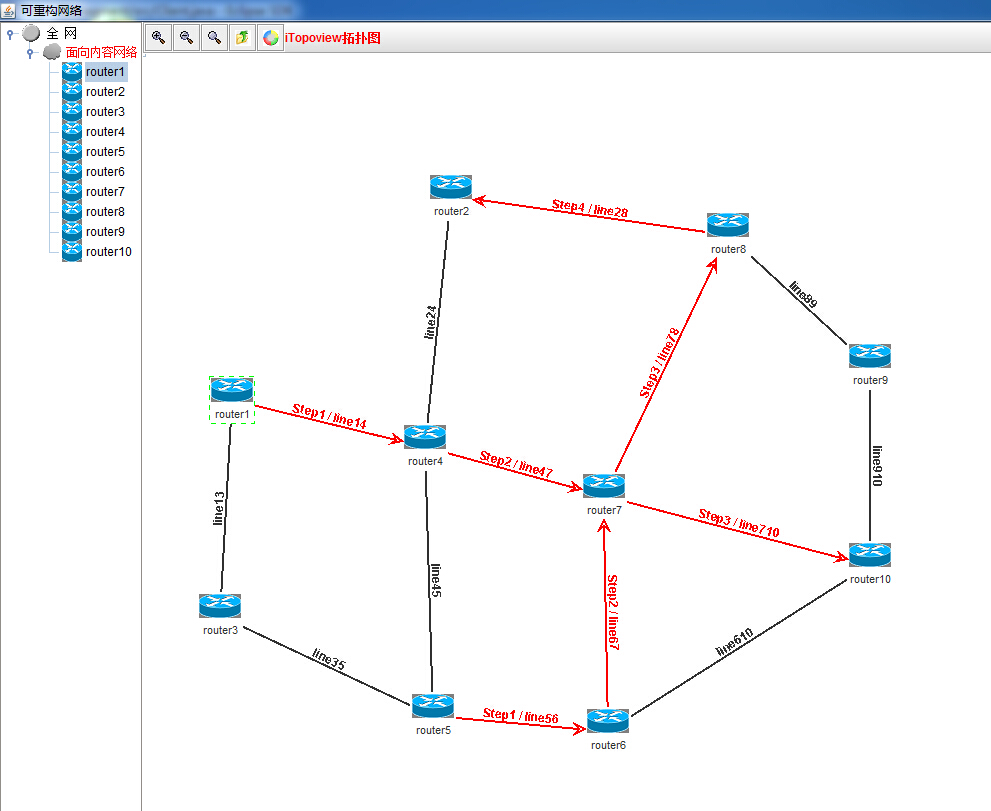 可重构网络
全 网
面向内容网络
router1
router2
router3
router4
router5
router6
router7
router8
router9
router10
iTopoview拓扑图
router2
Step4 / line28
router8
line89
line24
Step3 / line78
router9
router1
Step1 / line14
router4
Step2 / line47
line910
router7
line13
Step3 / line710
router10
line45
Step2 / line67
router3
line35
line610
router5
Step1 / line56
router6